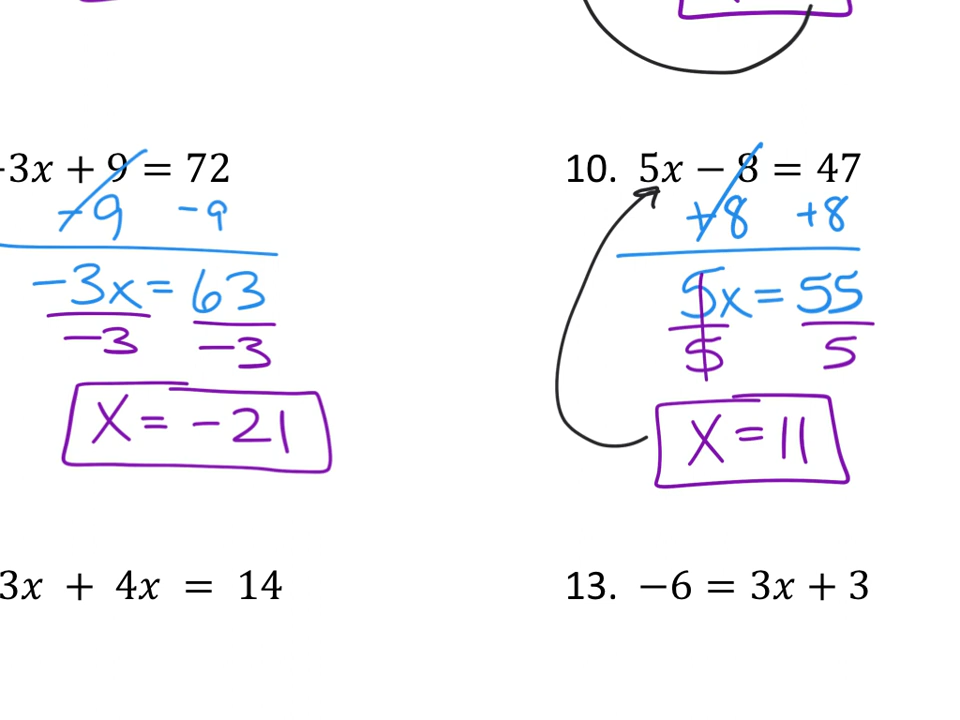 -3x + 9 = 72
-9 -9
-3x = 63
-3 -3
X = -21
10. 5x − 8 = 47
+8 +8
5x = 55
5 5
X = 11
3x + 4x = 14
13. −6 = 3x + 3